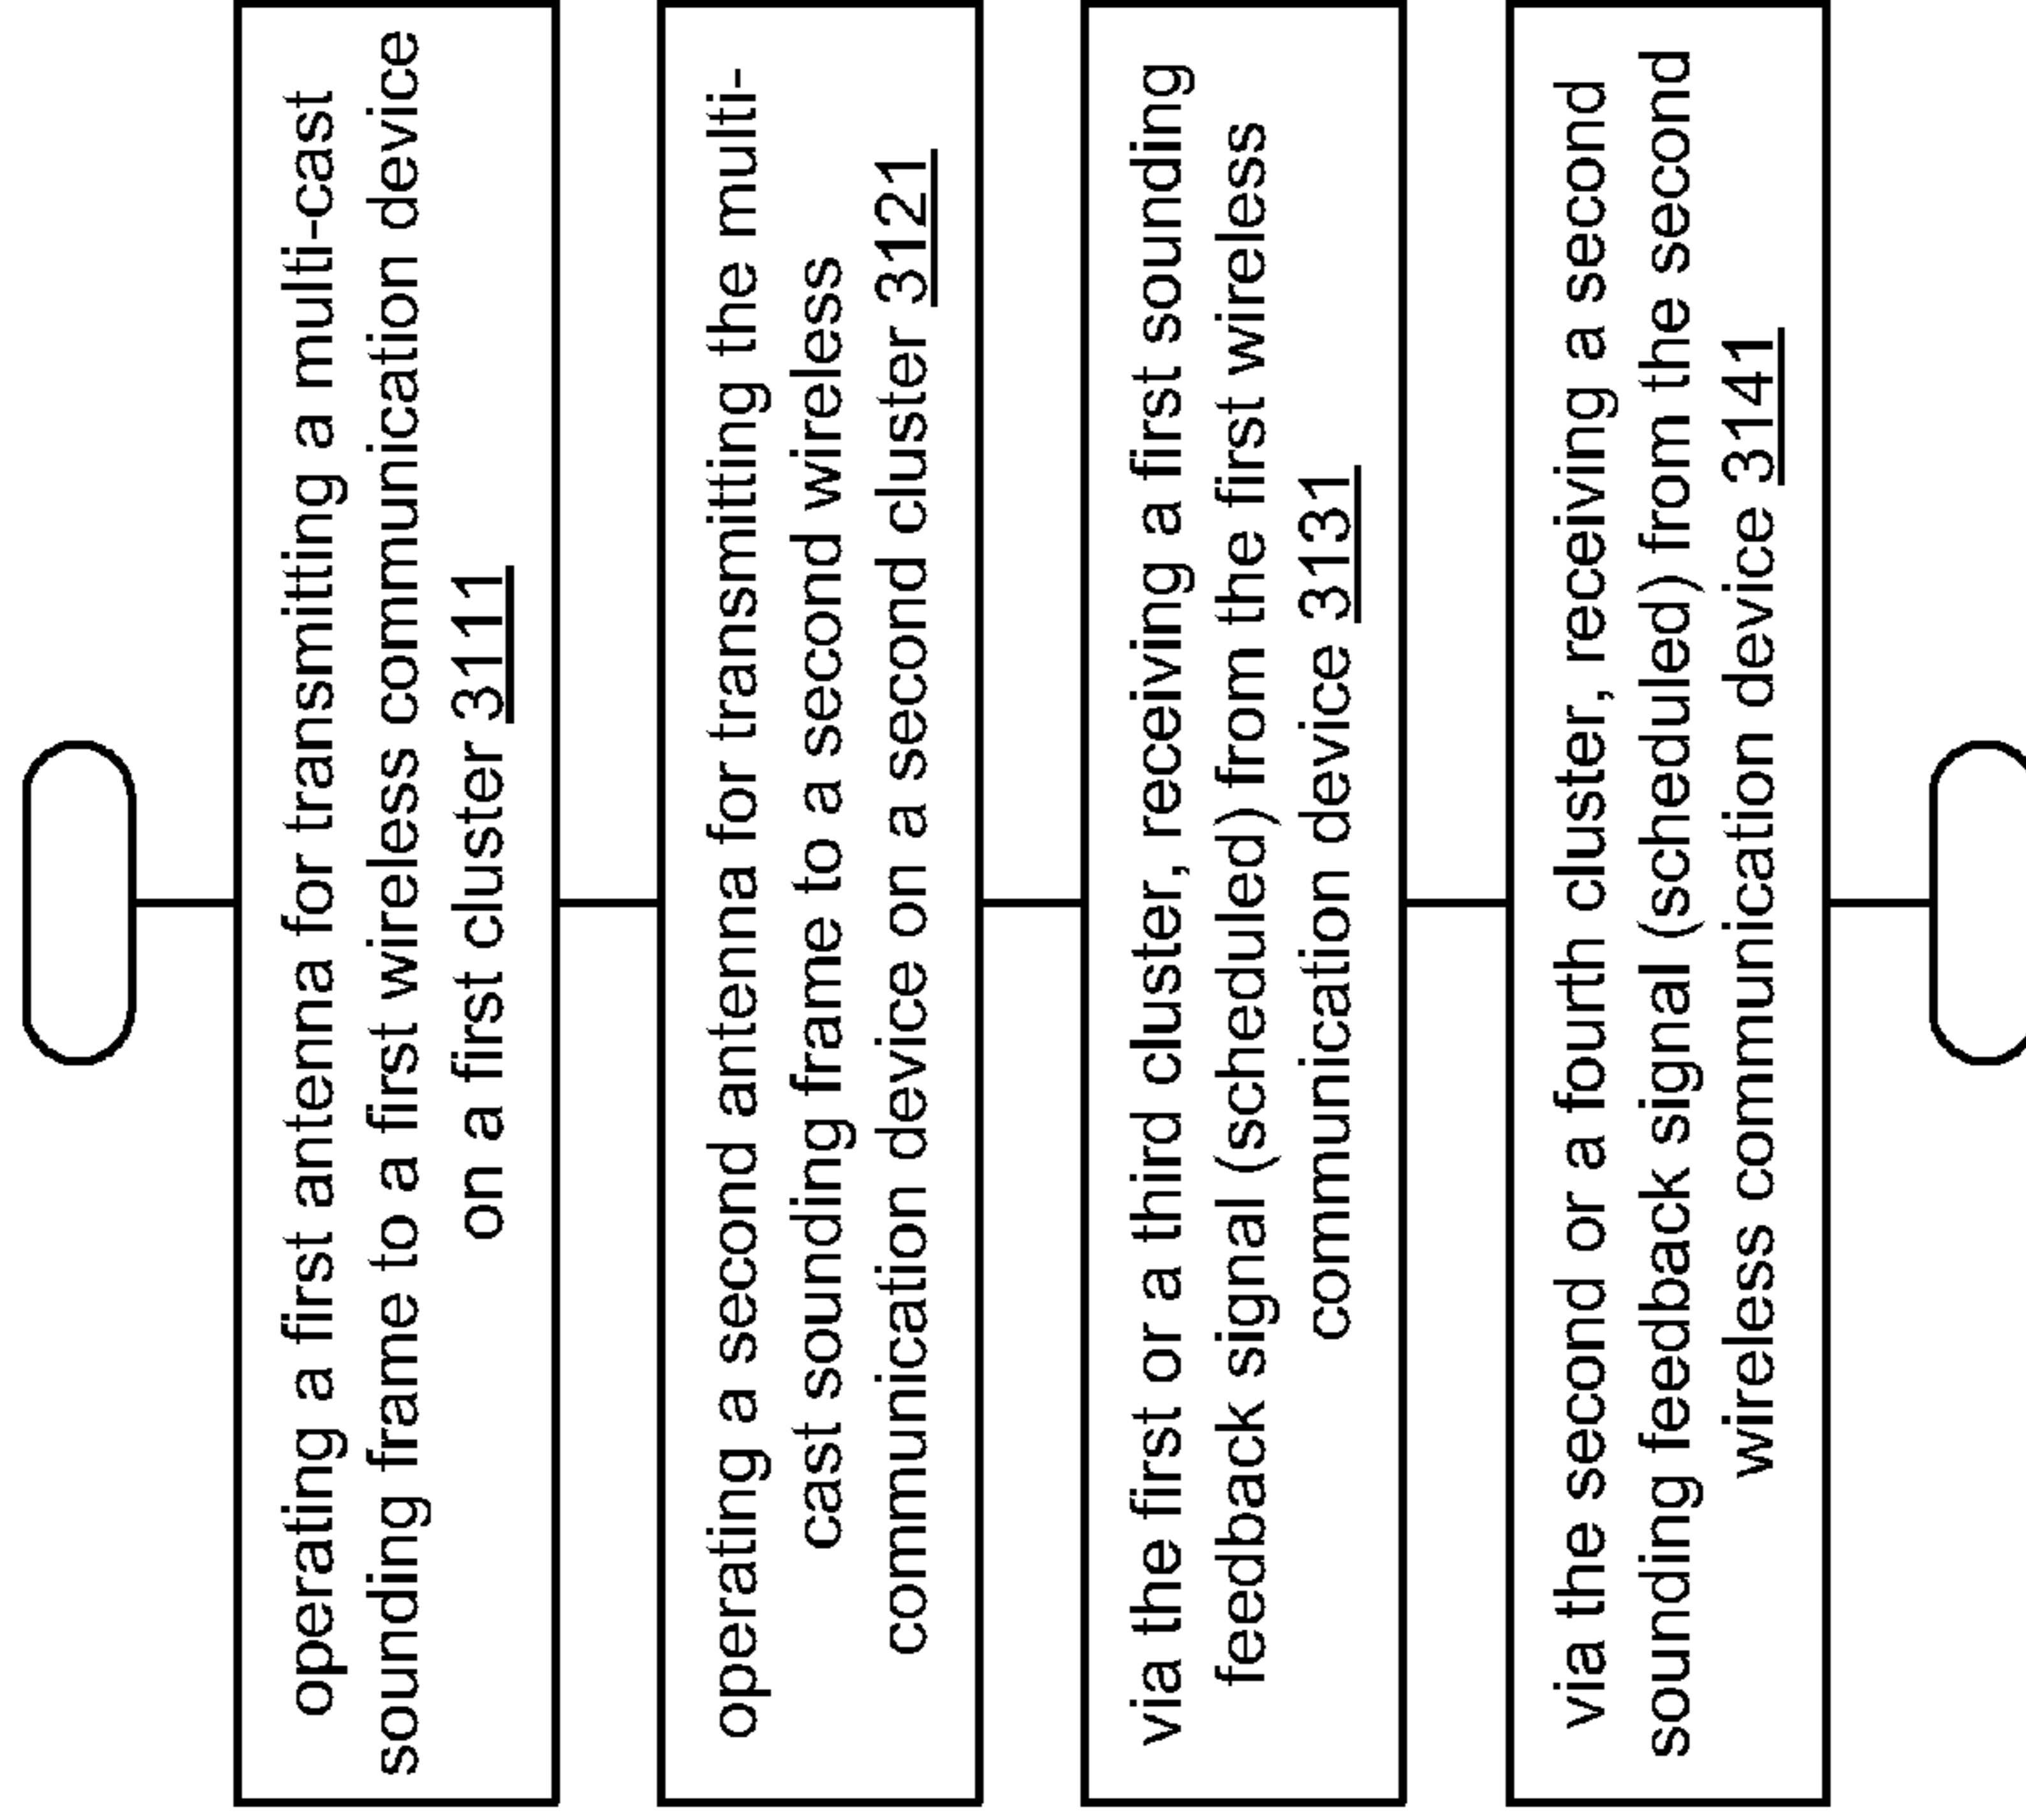 operating a first antenna for transmitting a multi-cast
sounding frame to a first wireless communication device
on a first cluster 3111
operating a second antenna for transmitting the multi-
cast sounding frame to a second wireless
communication device on a second cluster 3121
via the first or a third cluster, receiving a first sounding
feedback signal (scheduled) from the first wireless
communication device 3131
via the second or a fourth cluster, receiving a second
sounding feedback signal (scheduled) from the second
wireless communication device 3141